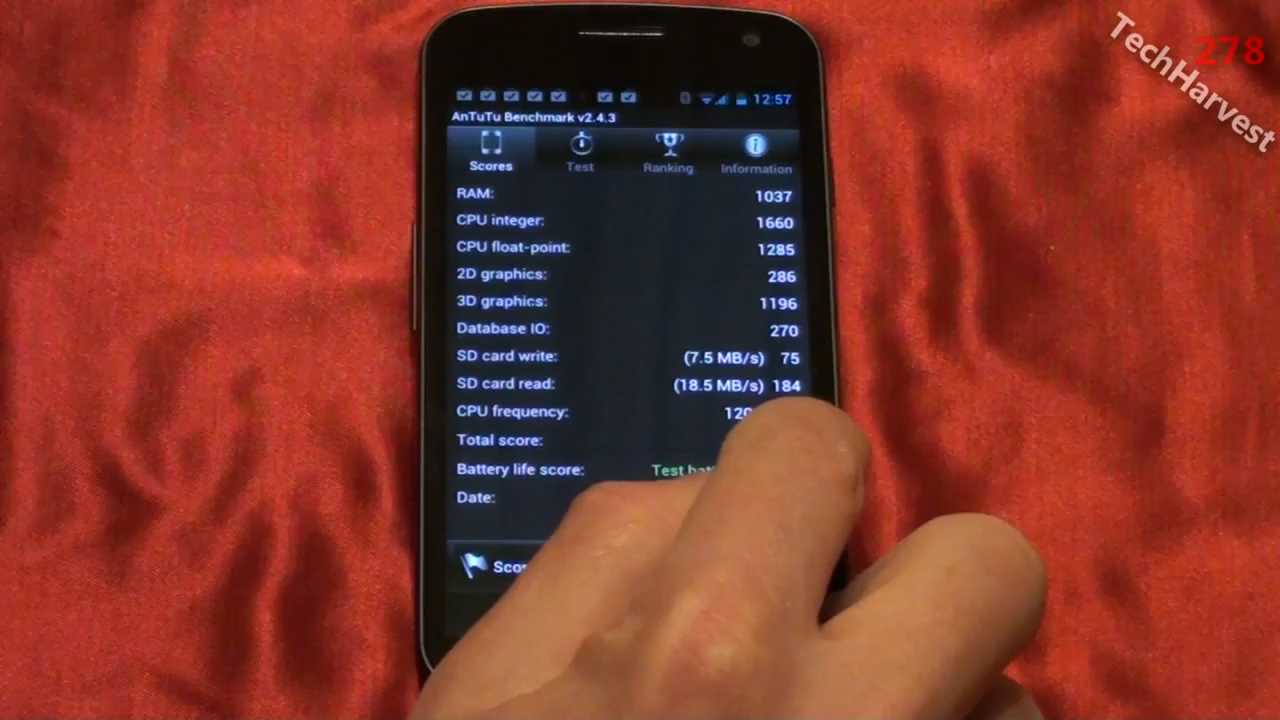 TechHarvest
278
12:57
AnTuTu Benchmark v2.4.3
Scores Test Ranking Information
RAM: 1037
CPU integer: 1660
CPU float-point: 1285
2D graphics: 286
3D graphics: 1196
Database IO: 270
SD card write: (7.5 MB/s) 75
SD card read: (18.5 MB/s) 184
CPU frequency:
Total score:
Battery life score: Test
Date: